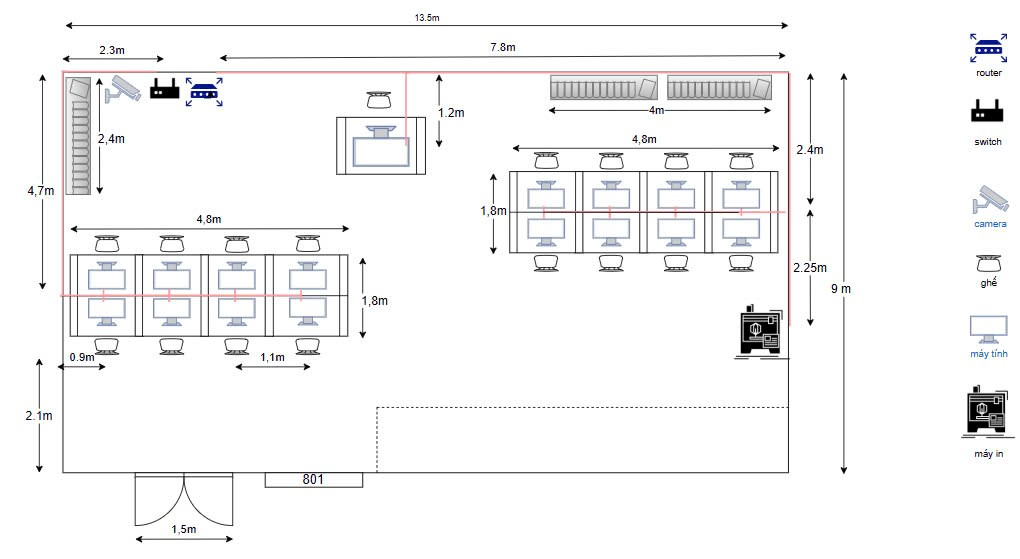 13.5m
2.3m
7.8m
router
1.2m
2,4m
4m
switch
4,8m
2.4m
4,7m
1,8m
camera
4,8m
2.25m
ghế
9 m
1,8m
0.9m
1,1m
máy tính
2.1m
máy in
801
1,5m